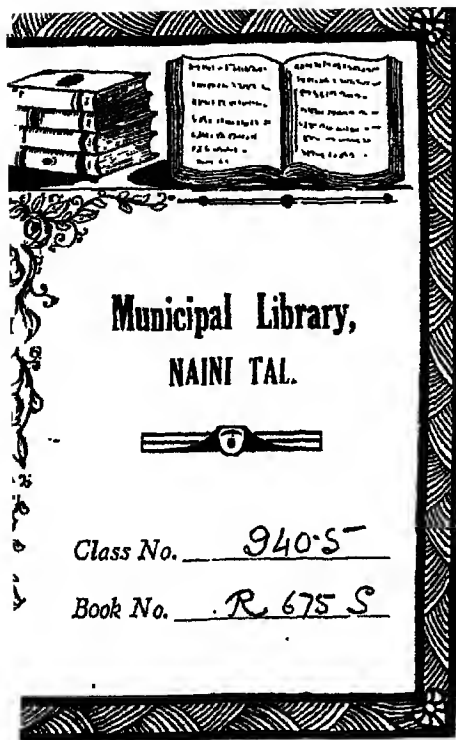 Municipal Library,
NAINI TAL.
Class No. 940.5
Book No. R 675 S